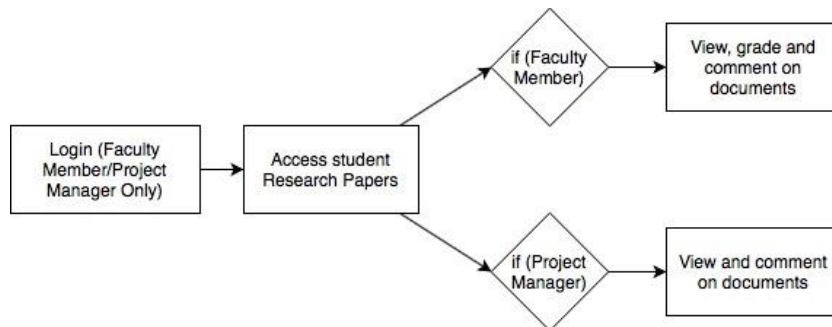 Login (Faculty
Member/Project
Manager Only)
Access student
Research Papers
if (Faculty
Member)
View, grade and
comment on
documents
if (Project
Manager)
View and comment
on documents